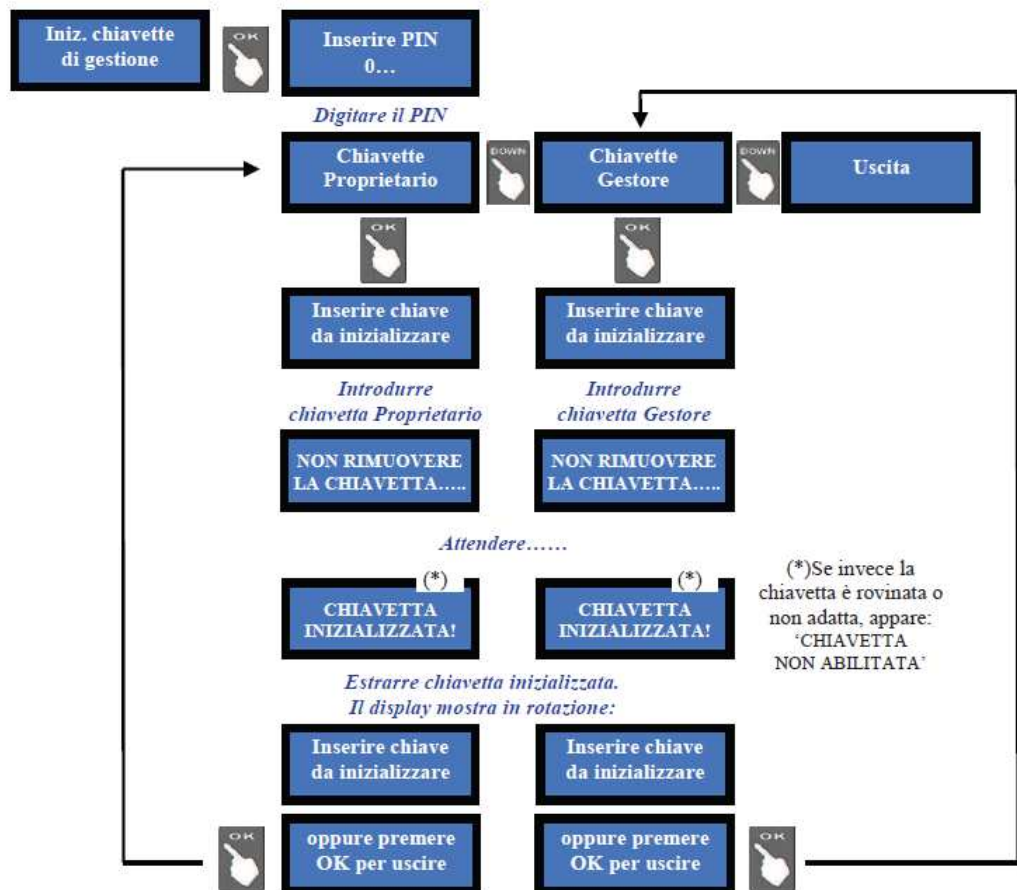 Iniz. chiavette
di gestione
OK
Inserire PIN
0…
Digitare il PIN
Chiavette
Proprietario
DOWN
Chiavette
Gestore
DOWN
Uscita
OK
OK
Inserire chiave
da inizializzare
Inserire chiave
da inizializzare
Introdurre
chiavetta Proprietario
Introdurre
chiavetta Gestore
NON RIMUOVERE
LA CHIAVETTA…..
NON RIMUOVERE
LA CHIAVETTA…..
Attendere……
(*)
CHIAVETTA
INIZIALIZZATA!
(*)
CHIAVETTA
INIZIALIZZATA!
(*)Se invece la
chiavetta è rovinata o
non adatta, appare:
‘CHIAVETTA
NON ABILITATA’
Estrarre chiavetta inizializzata.
Il display mostra in rotazione:
Inserire chiave
da inizializzare
Inserire chiave
da inizializzare
OK
oppure premere
OK per uscire
oppure premere
OK per uscire
OK